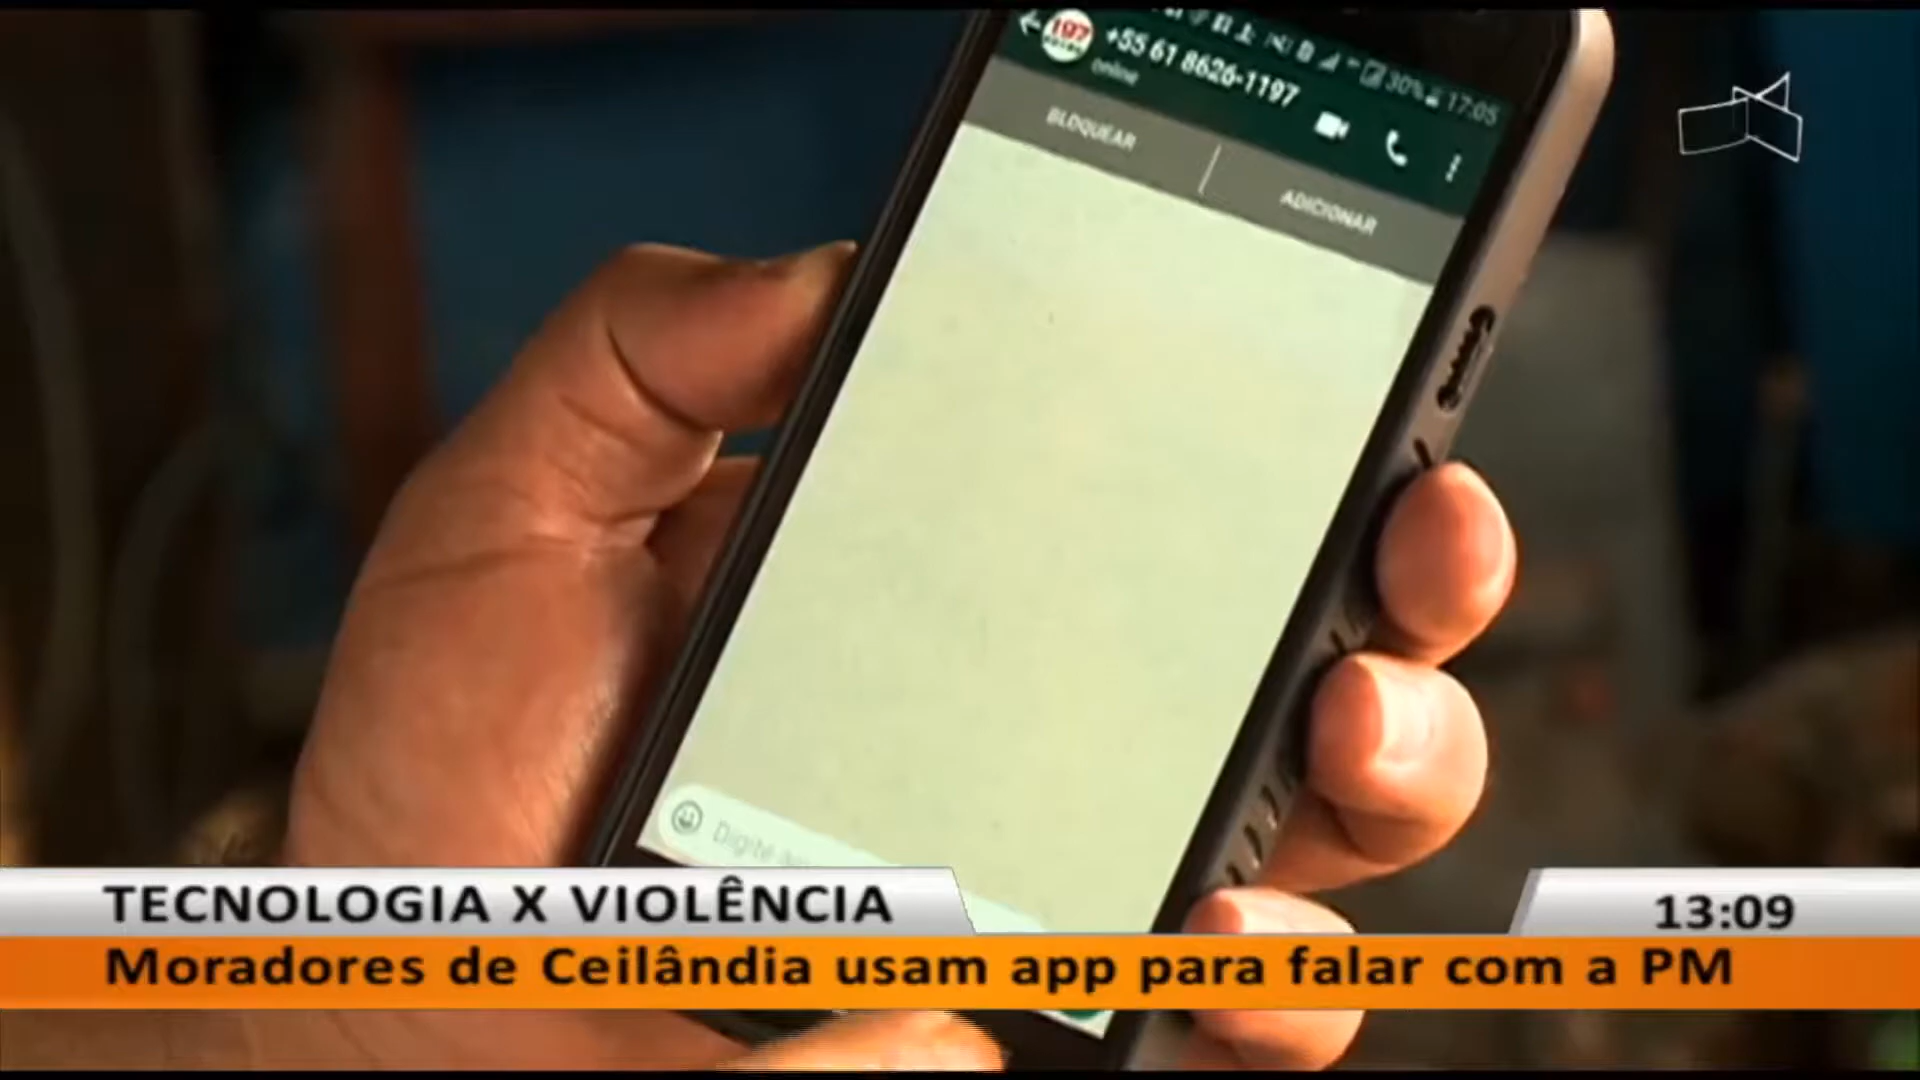 197
+55 61 8626-1197
30% 17:05
online
BLOQUEAR
ADICIONAR
Digite
TECNOLOGIA X VIOLÊNCIA
13:09
Moradores de Ceilândia usam app para falar com a PM